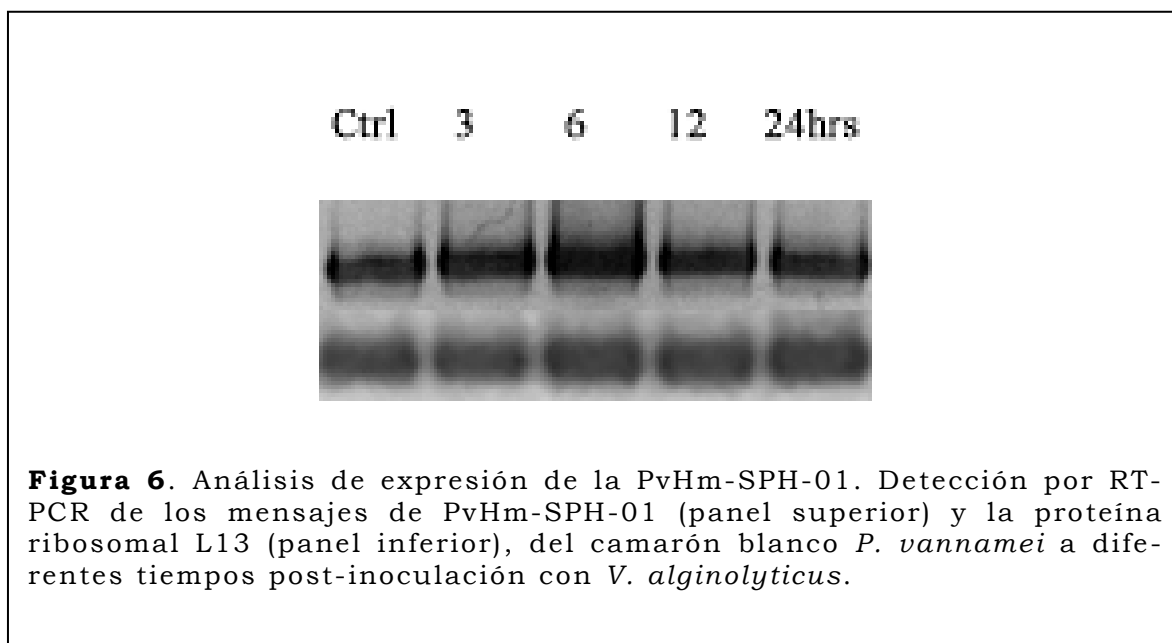 Ctrl 3 6 12 24hrs
Figura 6. Análisis de expresión de la PvHm-SPH-01. Detección por RT-
PCR de los mensajes de PvHm-SPH-01 (panel superior) y la proteína
ribosomal L13 (panel inferior), del camarón blanco P. vannamei a dife-
rentes tiempos post-inoculación con V. alginolyticus.